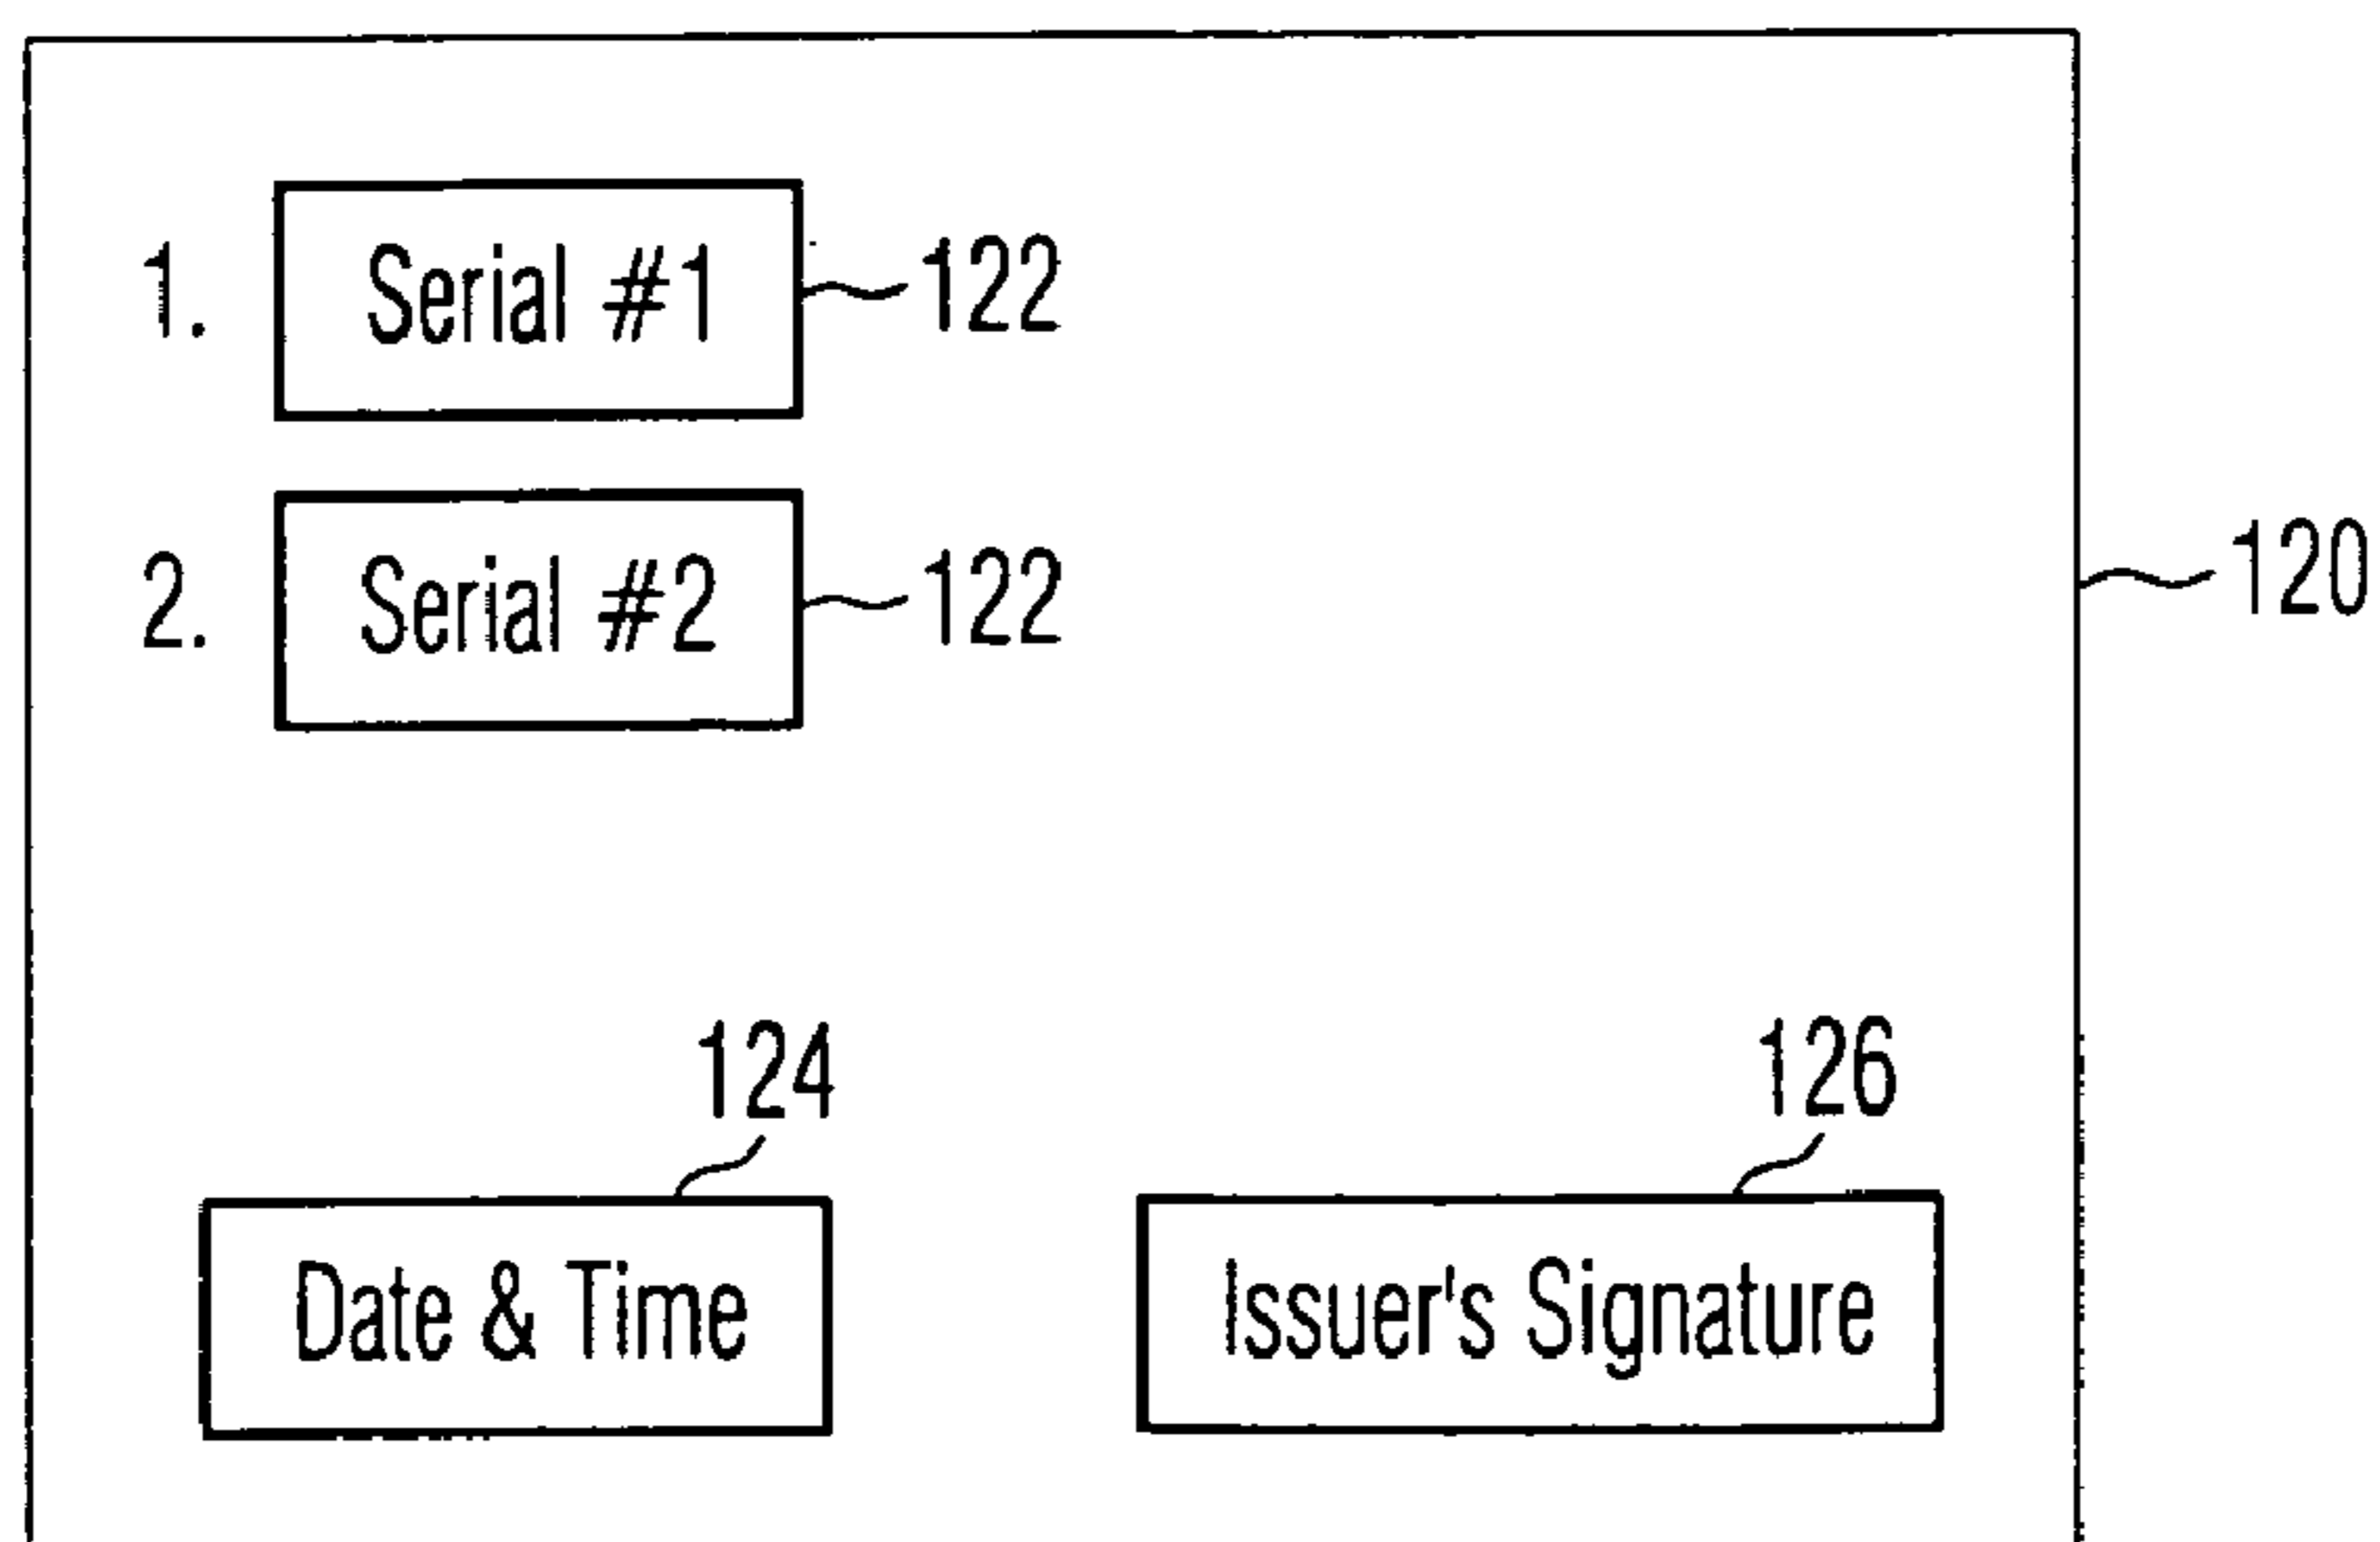 1. Serial #1 122
2. Serial #2 122
120
124 126
Date & Time Issuer's Signature